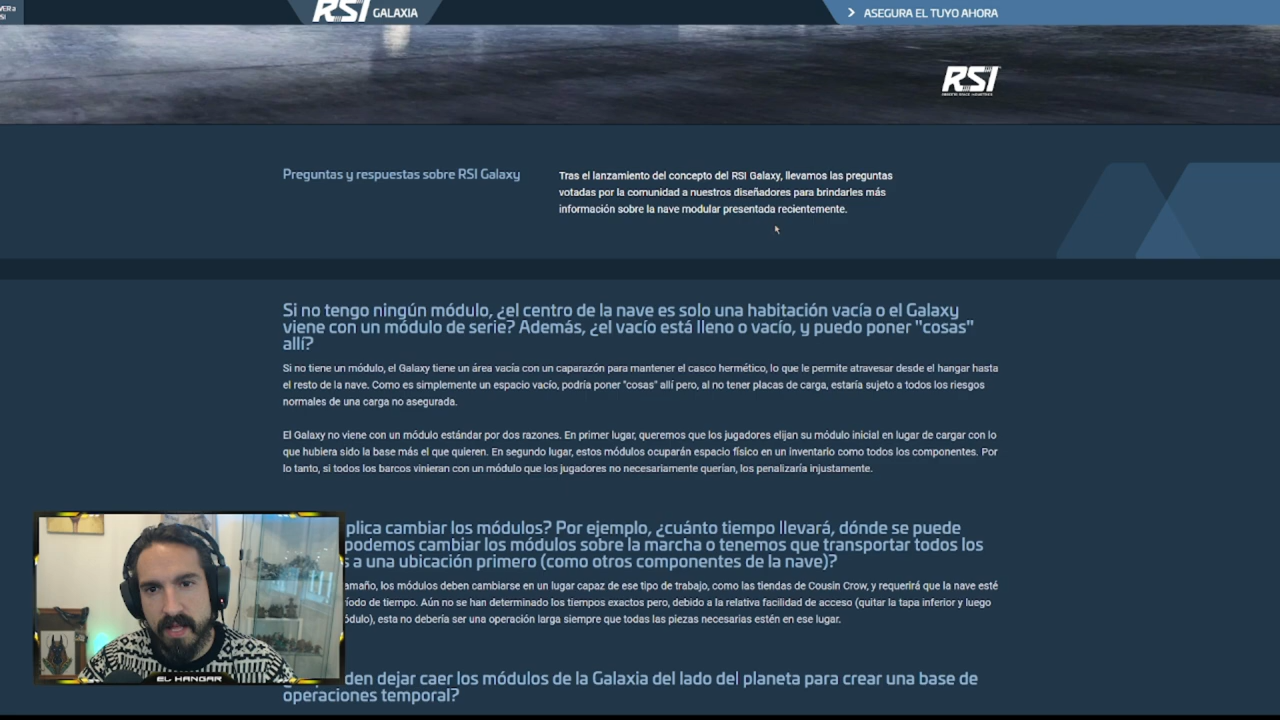 RSI GALAXIA
ASEGURA EL TUYO AHORA
RSI
Preguntas y respuestas sobre RSI Galaxy
Tras el lanzamiento del concepto del RSI Galaxy, llevamos las preguntas
votadas por la comunidad a nuestros diseñadores para brindarles más
información sobre la nave modular presentada recientemente.
Si no tengo ningún módulo, ¿el centro de la nave es solo una habitación vacía o el Galaxy
viene con un módulo de serie? Además, ¿el vacío está lleno o vacío, y puedo poner "cosas"
allí?
Si no tiene un módulo, el Galaxy tiene un área vacía con un caparazón para mantener el casco hermético, lo que le permite atravesar desde el hangar hasta
el resto de la nave. Como es simplemente un espacio vacío, podría poner "cosas" allí pero, al no tener placas de carga, estaría sujeto a todos los riesgos
normales de una carga no asegurada.
El Galaxy no viene con un módulo estándar por dos razones. En primer lugar, queremos que los jugadores elijan su módulo inicial en lugar de cargar con lo
que hubiera sido la base más el que quieren. En segundo lugar, estos módulos ocuparán espacio físico en un inventario como todos los componentes. Por
lo tanto, si todos los barcos vinieran con un módulo que los jugadores no necesariamente querían, los penalizaría injustamente.
plica cambiar los módulos? Por ejemplo, ¿cuánto tiempo llevará, dónde se puede
podemos cambiar los módulos sobre la marcha o tenemos que transportar todos los
s a una ubicación primero (como otros componentes de la nave)?
amaño, los módulos deben cambiarse en un lugar capaz de ese tipo de trabajo, como las tiendas de Cousin Crow, y requerirá que la nave esté
ríodo de tiempo. Aún no se han determinado los tiempos exactos pero, debido a la relativa facilidad de acceso (quitar la tapa inferior y luego
ódulo), esta no debería ser una operación larga siempre que todas las piezas necesarias estén en ese lugar.
den dejar caer los módulos de la Galaxia del lado del planeta para crear una base de
operaciones temporal?
EL HANGAR